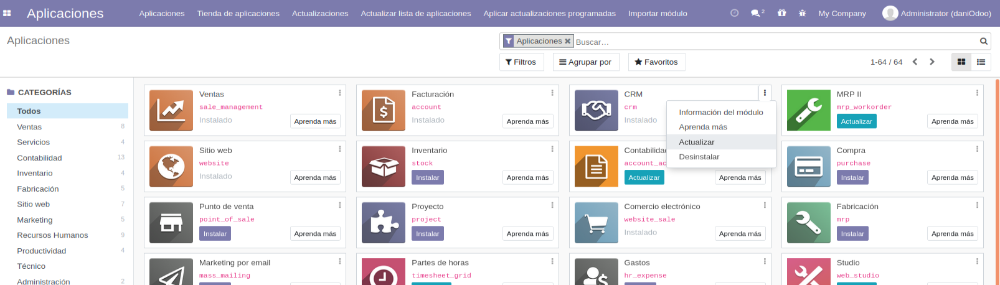 Aplicaciones
Aplicaciones Tienda de aplicaciones Actualizaciones Actualizar lista de aplicaciones Aplicar actualizaciones programadas Importar módulo
2 My Company Administrator (daniOdoo)
Aplicaciones
Aplicaciones ✖ Buscar...
Filtros Agrupar por Favoritos
1-64 / 64
CATEGORÍAS
Todos
Ventas 8
Servicios 4
Contabilidad 13
Inventario 4
Fabricación 5
Sitio web 7
Marketing 5
Recursos Humanos 9
Productividad 4
Técnico
Administración 2
Ventas
sale_management
Instalado Aprenda más
Facturación
account
Instalado Aprenda más
CRM
crm
Instalado
Información del módulo
Aprenda más
Actualizar
Desinstalar
MRP II
mrp_workorder
Actualizar Aprenda más
Sitio web
website
Instalado Aprenda más
Inventario
stock
Instalar Aprenda más
Contabilidad
account_ac
Actualizar Aprenda más
Compra
purchase
Instalar Aprenda más
Punto de venta
point_of_sale
Instalar Aprenda más
Proyecto
project
Instalar Aprenda más
Comercio electrónico
website_sale
Instalado Aprenda más
Fabricación
mrp
Instalar Aprenda más
Marketing por email
mass_mailing
Partes de horas
timesheet_grid
Gastos
hr_expense
Studio
web_studio